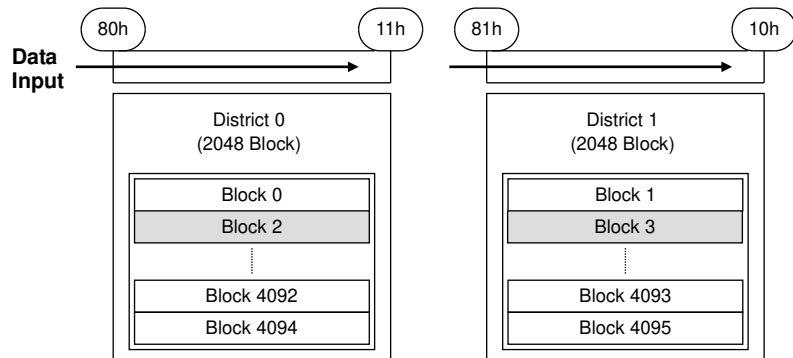 80h
11h
81h
10h
Data
Input
District 0
(2048 Block)
Block 0
Block 2
Block 4092
Block 4094
District 1
(2048 Block)
Block 1
Block 3
Block 4093
Block 4095